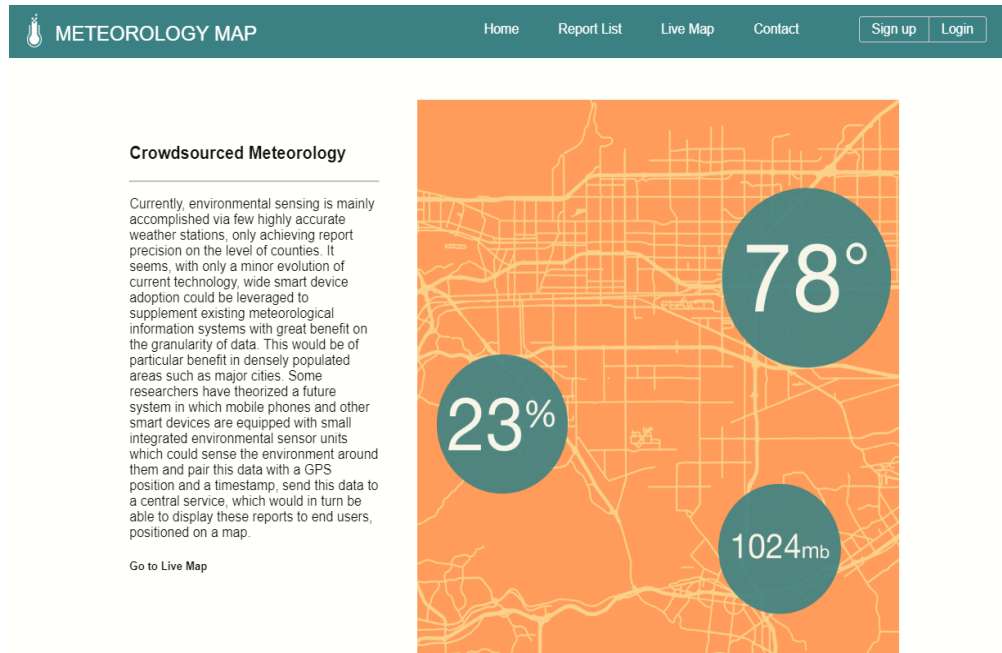 METEOROLOGY MAP
Home Report List Live Map Contact Sign up Login
Crowdsourced Meteorology
Currently, environmental sensing is mainly
accomplished via few highly accurate
weather stations, only achieving report
precision on the level of counties. It
seems, with only a minor evolution of
current technology, wide smart device
adoption could be leveraged to
supplement existing meteorological
information systems with great benefit on
the granularity of data. This would be of
particular benefit in densely populated
areas such as major cities. Some
researchers have theorized a future
system in which mobile phones and other
smart devices are equipped with small
integrated environmental sensor units
which could sense the environment around
them and pair this data with a GPS
position and a timestamp, send this data to
a central service, which would in turn be
able to display these reports to end users,
positioned on a map.
Go to Live Map
78°
23%
1024mb